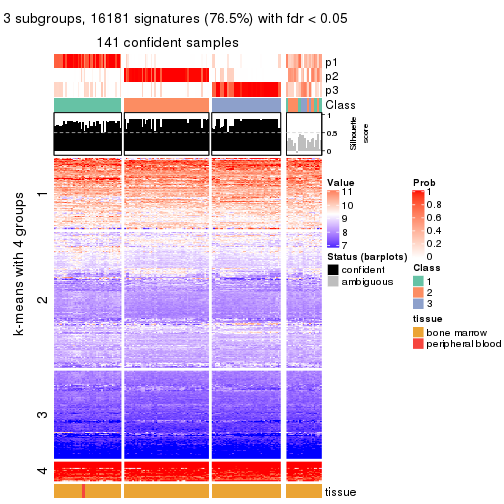 3 subgroups, 16181 signatures (76.5%) with fdr < 0.05
141 confident samples
p1
p2
p3
Class
1
0.5
0
Silhouette
score
k-means with 4 groups
1
2
3
4
tissue
Value
11
10
9
8
7
Status (barplots)
confident
ambiguous
Prob
1
0.8
0.6
0.4
0.2
0
Class
1
2
3
tissue
bone marrow
peripheral blood